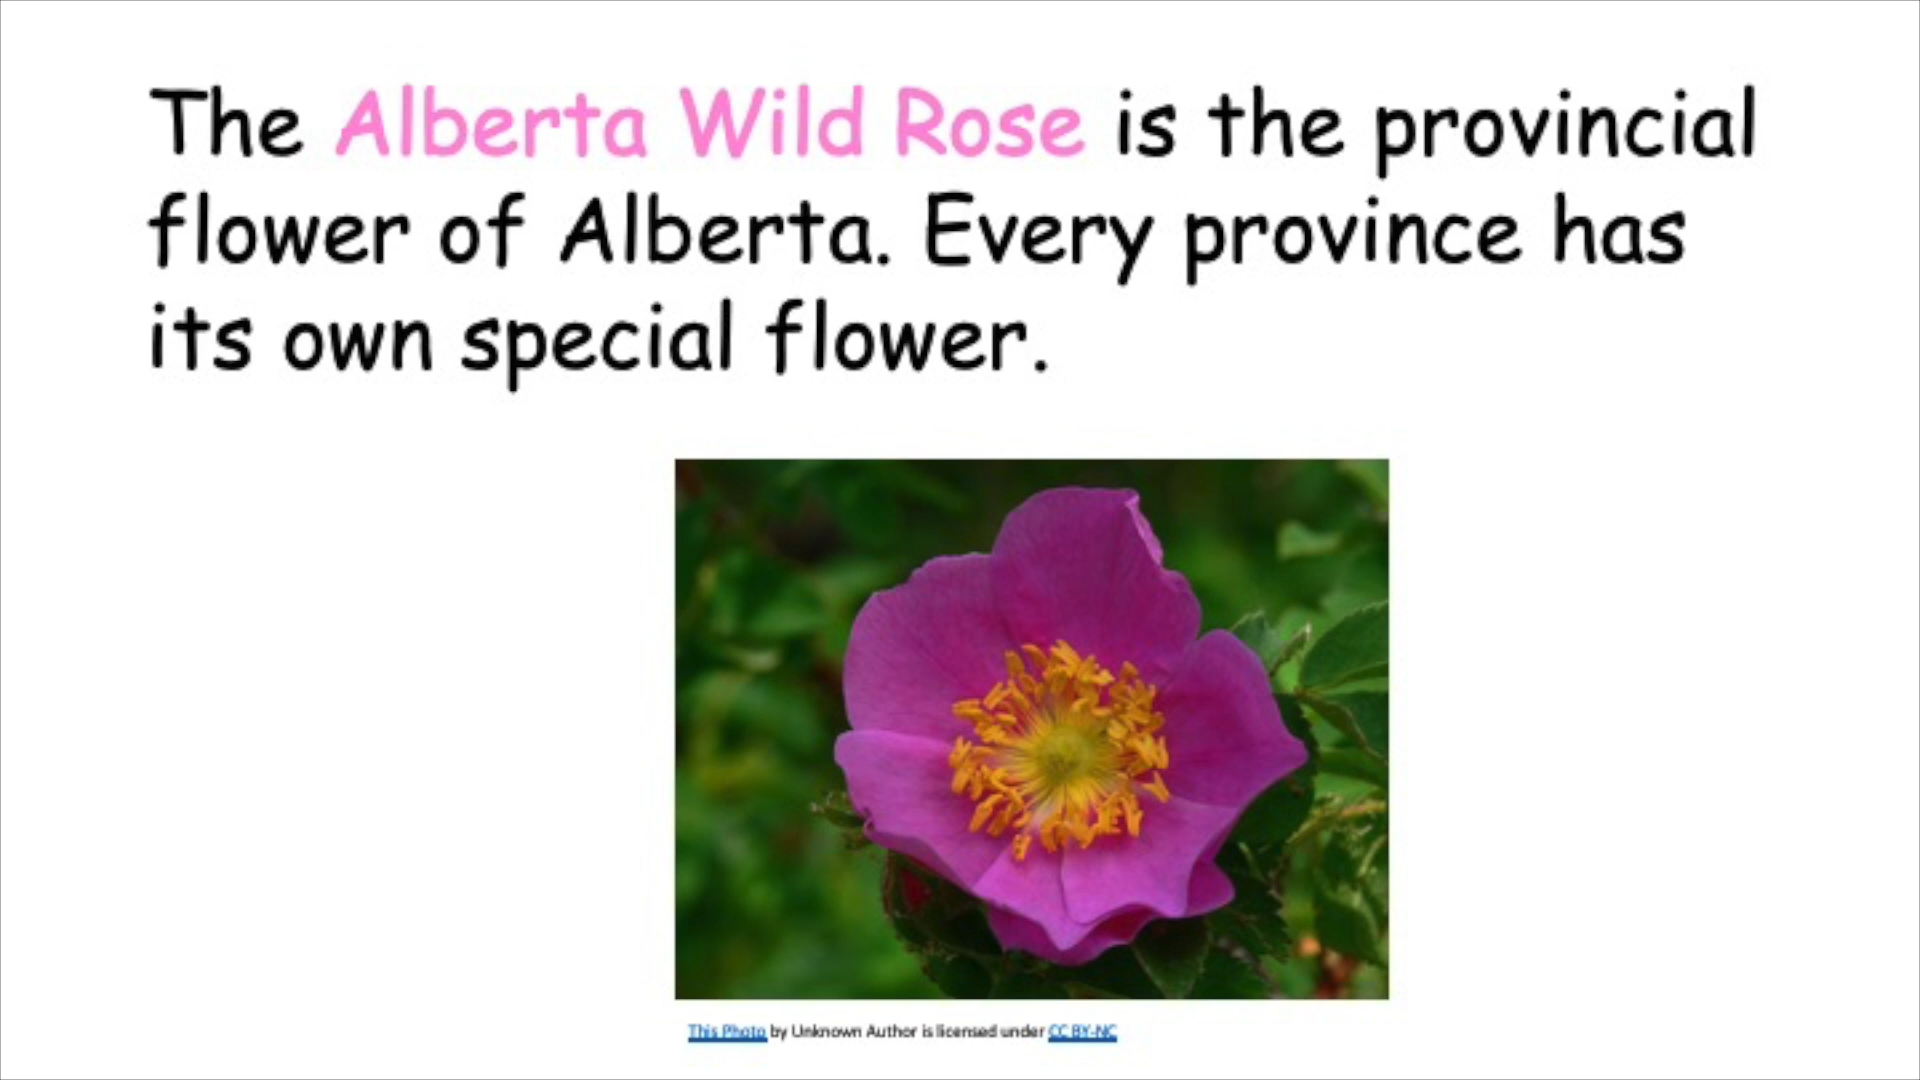 The Alberta Wild Rose is the provincial
flower of Alberta. Every province has
its own special flower.
This Photo by Unknown Author is licensed under CC BY-NC